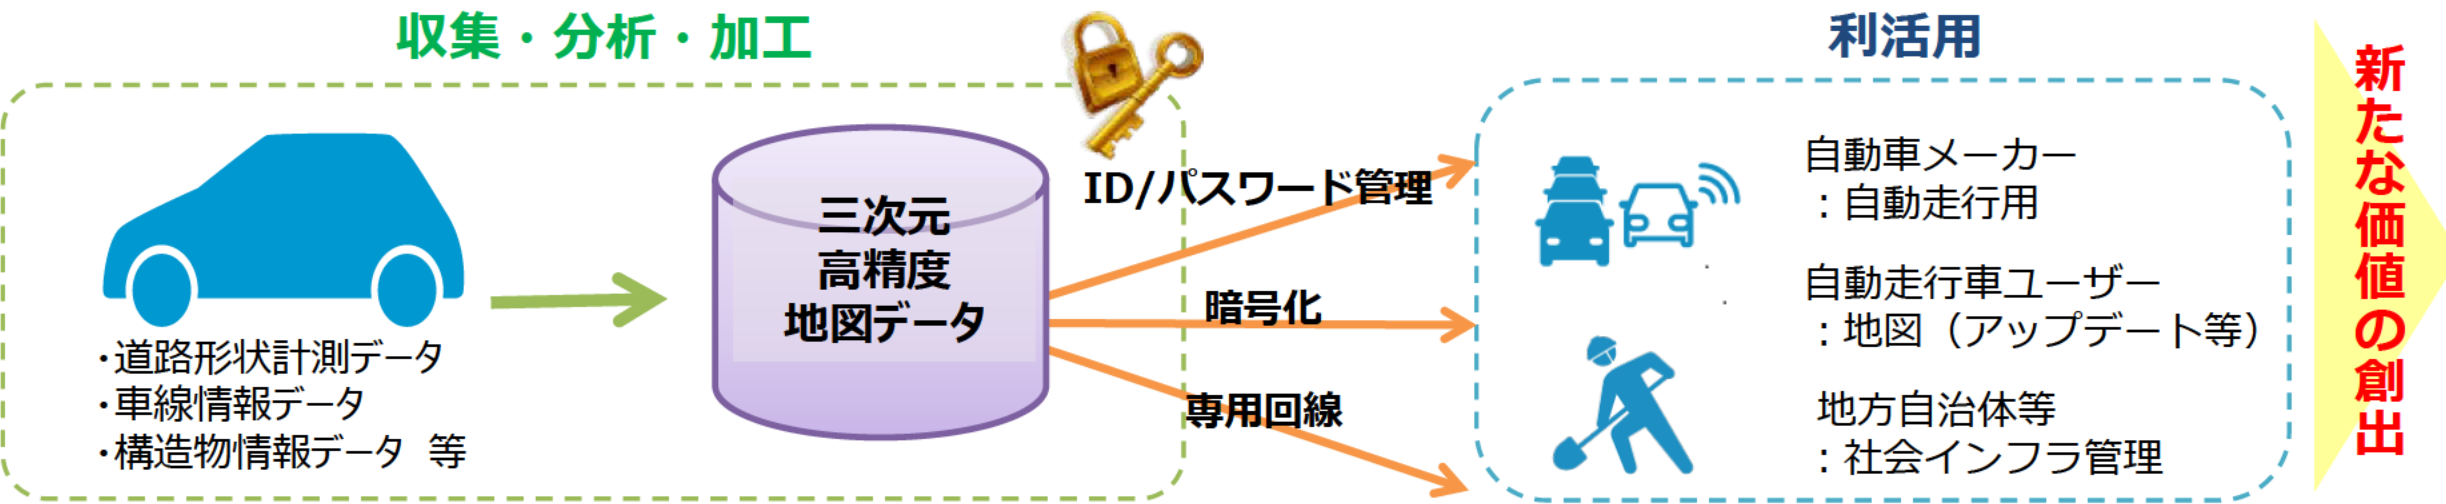 収集・分析・加工
・道路形状計測データ
・車線情報データ
・構造物情報データ 等
三次元
高精度
地図データ
ID/パスワード管理
暗号化
専用回線
利活用
自動車メーカー
：自動走行用
自動走行車ユーザー
：地図（アップデート等）
地方自治体等
：社会インフラ管理
新たな価値の創出